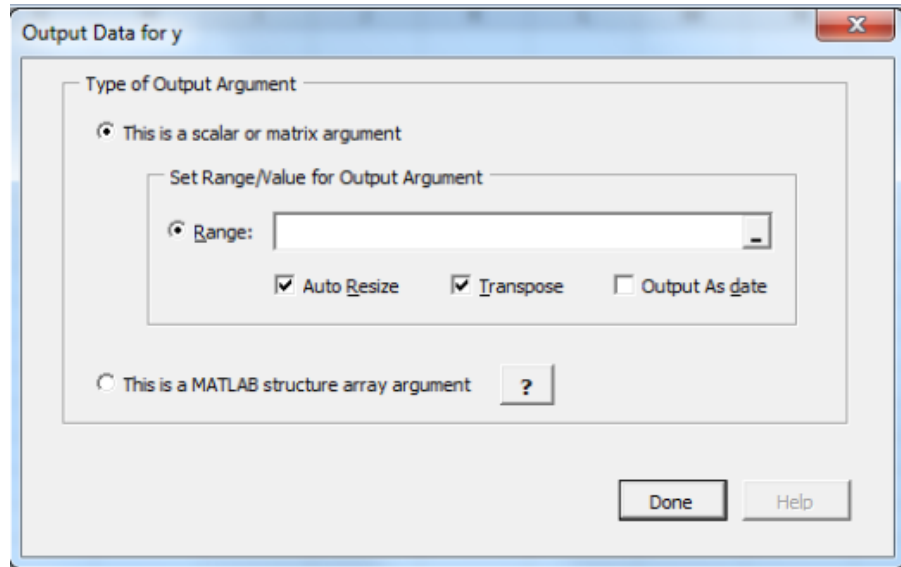 Output Data for y
Type of Output Argument
This is a scalar or matrix argument
Set Range/Value for Output Argument
Range:
Auto Resize Transpose Output As date
This is a MATLAB structure array argument ?
Done Help